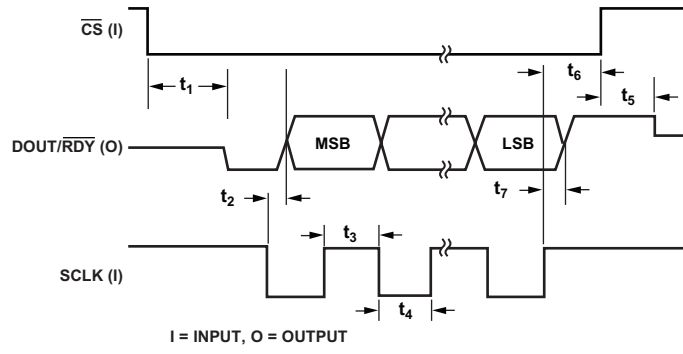 CS (I)
t6
t1
t5
DOUT/RDY (O)
MSB
LSB
t2
t7
t3
SCLK (I)
t4
I = INPUT, O = OUTPUT